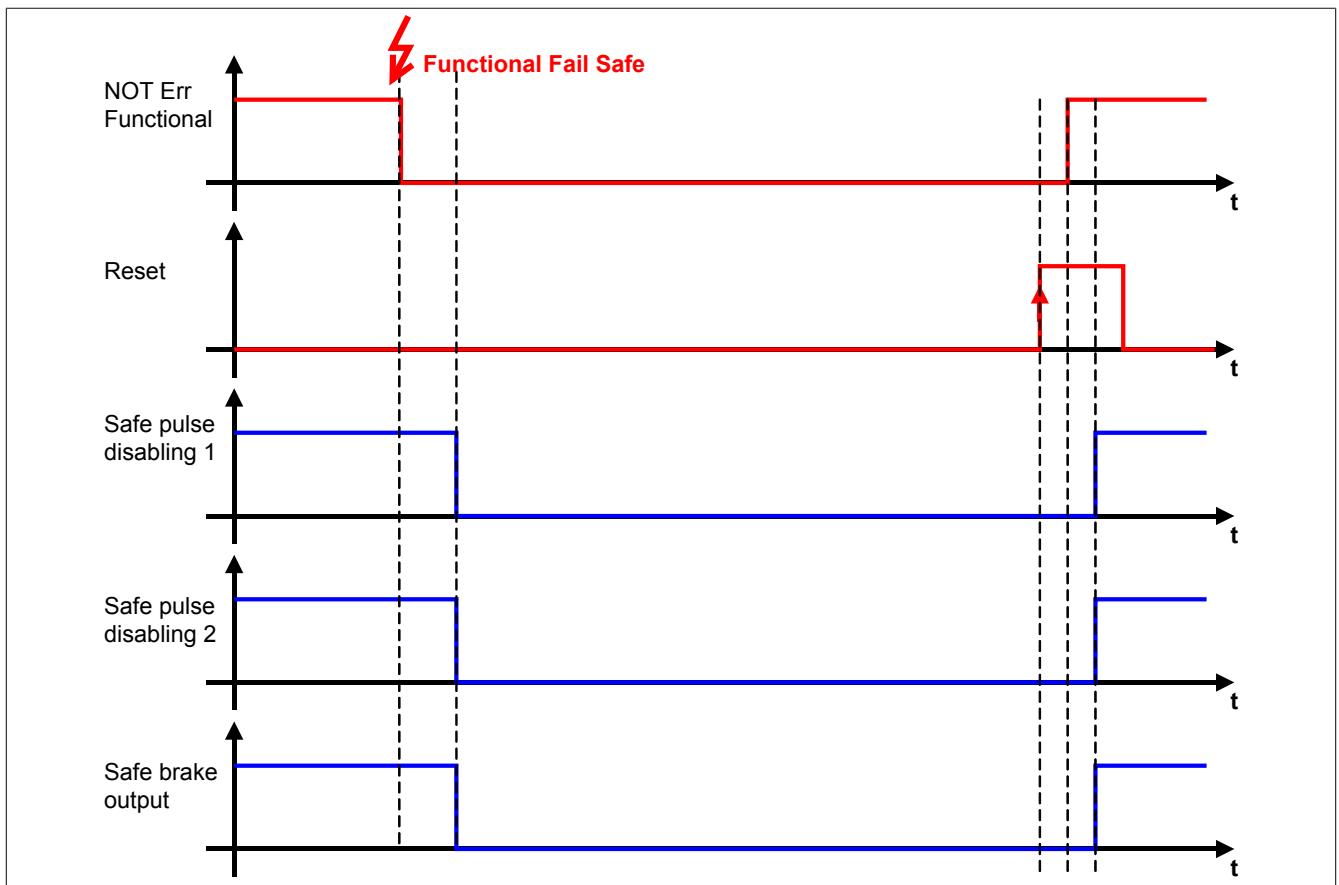 Functional Fail Safe
NOT Err
Functional
t
Reset
t
Safe pulse
disabling 1
t
Safe pulse
disabling 2
t
Safe brake
output
t